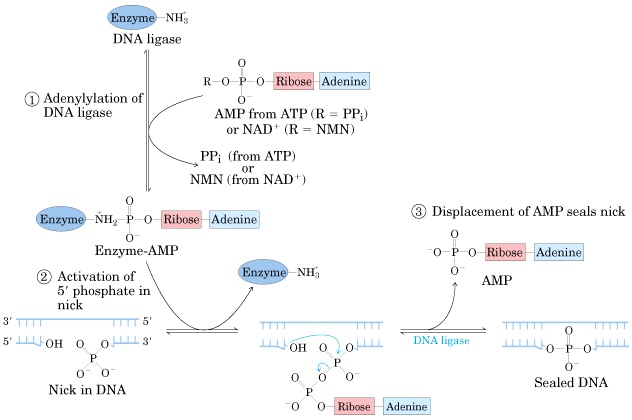 Enzyme NH₃⁺
DNA ligase
O
R—O—P—O—Ribose—Adenine
O⁻
① Adenylylation of
DNA ligase
AMP from ATP (R = PPᵢ)
or NAD⁺ (R = NMN)
PPᵢ (from ATP)
or
NMN (from NAD⁺)
O
Enzyme—⁺NH₂—P—O—Ribose—Adenine
O⁻
Enzyme-AMP
③ Displacement of AMP seals nick
O
⁻O—P—O—Ribose—Adenine
O⁻
AMP
② Activation of
5′ phosphate in
nick
Enzyme—NH₃⁺
3′ 5′
5′ OH O O⁻ 3′
P
O⁻ O⁻
Nick in DNA
OH O O⁻
P
O O O⁻
P
⁻O O—Ribose—Adenine
DNA ligase
O
O—P—O
O⁻
Sealed DNA